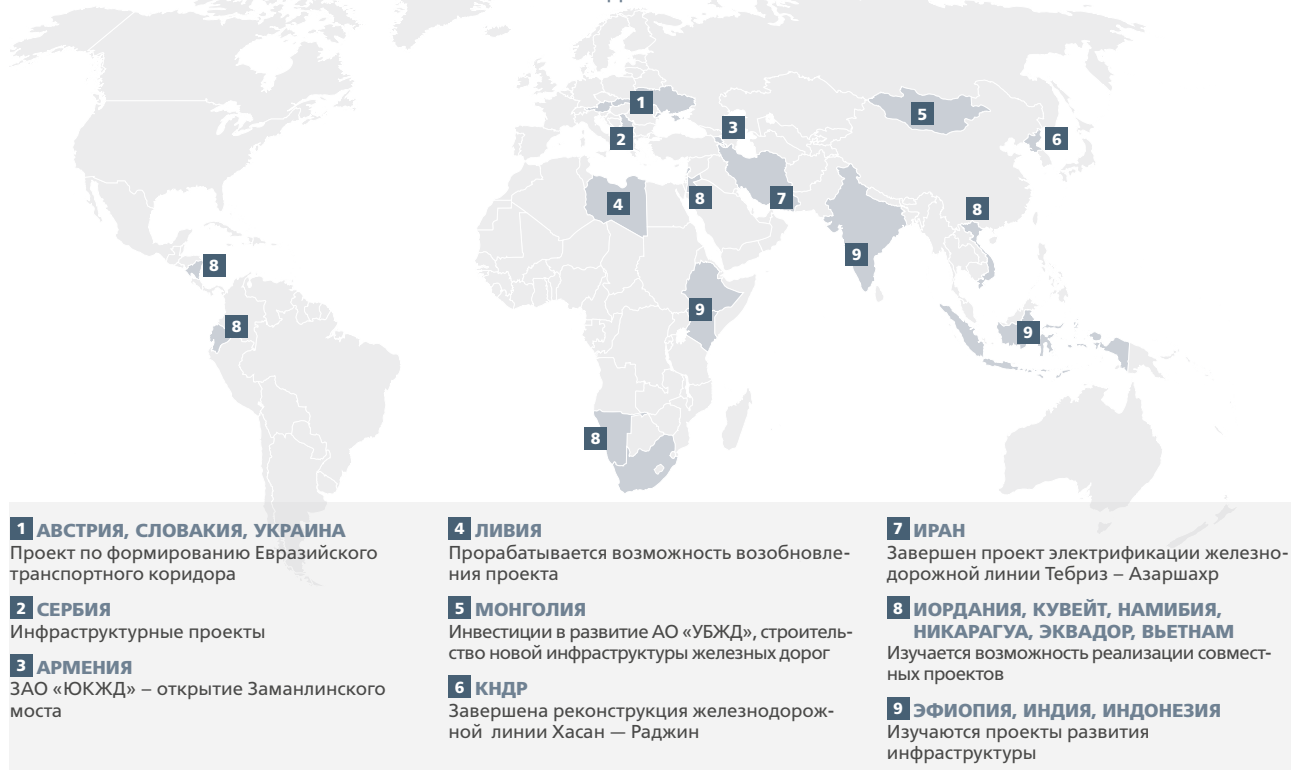 1
2
3
4
5
6
7
8
8
8
8
8
9
9
9
1 АВСТРИЯ, СЛОВАКИЯ, УКРАИНА
Проект по формированию Евразийского
транспортного коридора
2 СЕРБИЯ
Инфраструктурные проекты
3 АРМЕНИЯ
ЗАО «ЮКЖД» – открытие Заманлинского
моста
4 ЛИВИЯ
Прорабатывается возможность возобновле-
ния проекта
5 МОНГОЛИЯ
Инвестиции в развитие АО «УБЖД», строитель-
ство новой инфраструктуры железных дорог
6 КНДР
Завершена реконструкция железнодорож-
ной линии Хасан — Раджин
7 ИРАН
Завершен проект электрификации железно-
дорожной линии Тебриз – Азаршахр
8 ИОРДАНИЯ, КУВЕЙТ, НАМИБИЯ,
НИКАРАГУА, ЭКВАДОР, ВЬЕТНАМ
Изучается возможность реализации совмест-
ных проектов
9 ЭФИОПИЯ, ИНДИЯ, ИНДОНЕЗИЯ
Изучаются проекты развития
инфраструктуры